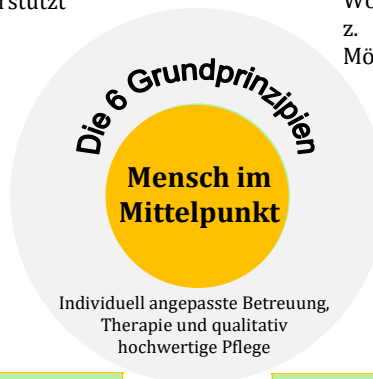 z.
Die 6 Grundprinzipien
Mensch im
Mittelpunkt
Individuell angepasste Betreuung,
Therapie und qualitativ
hochwertige Pflege